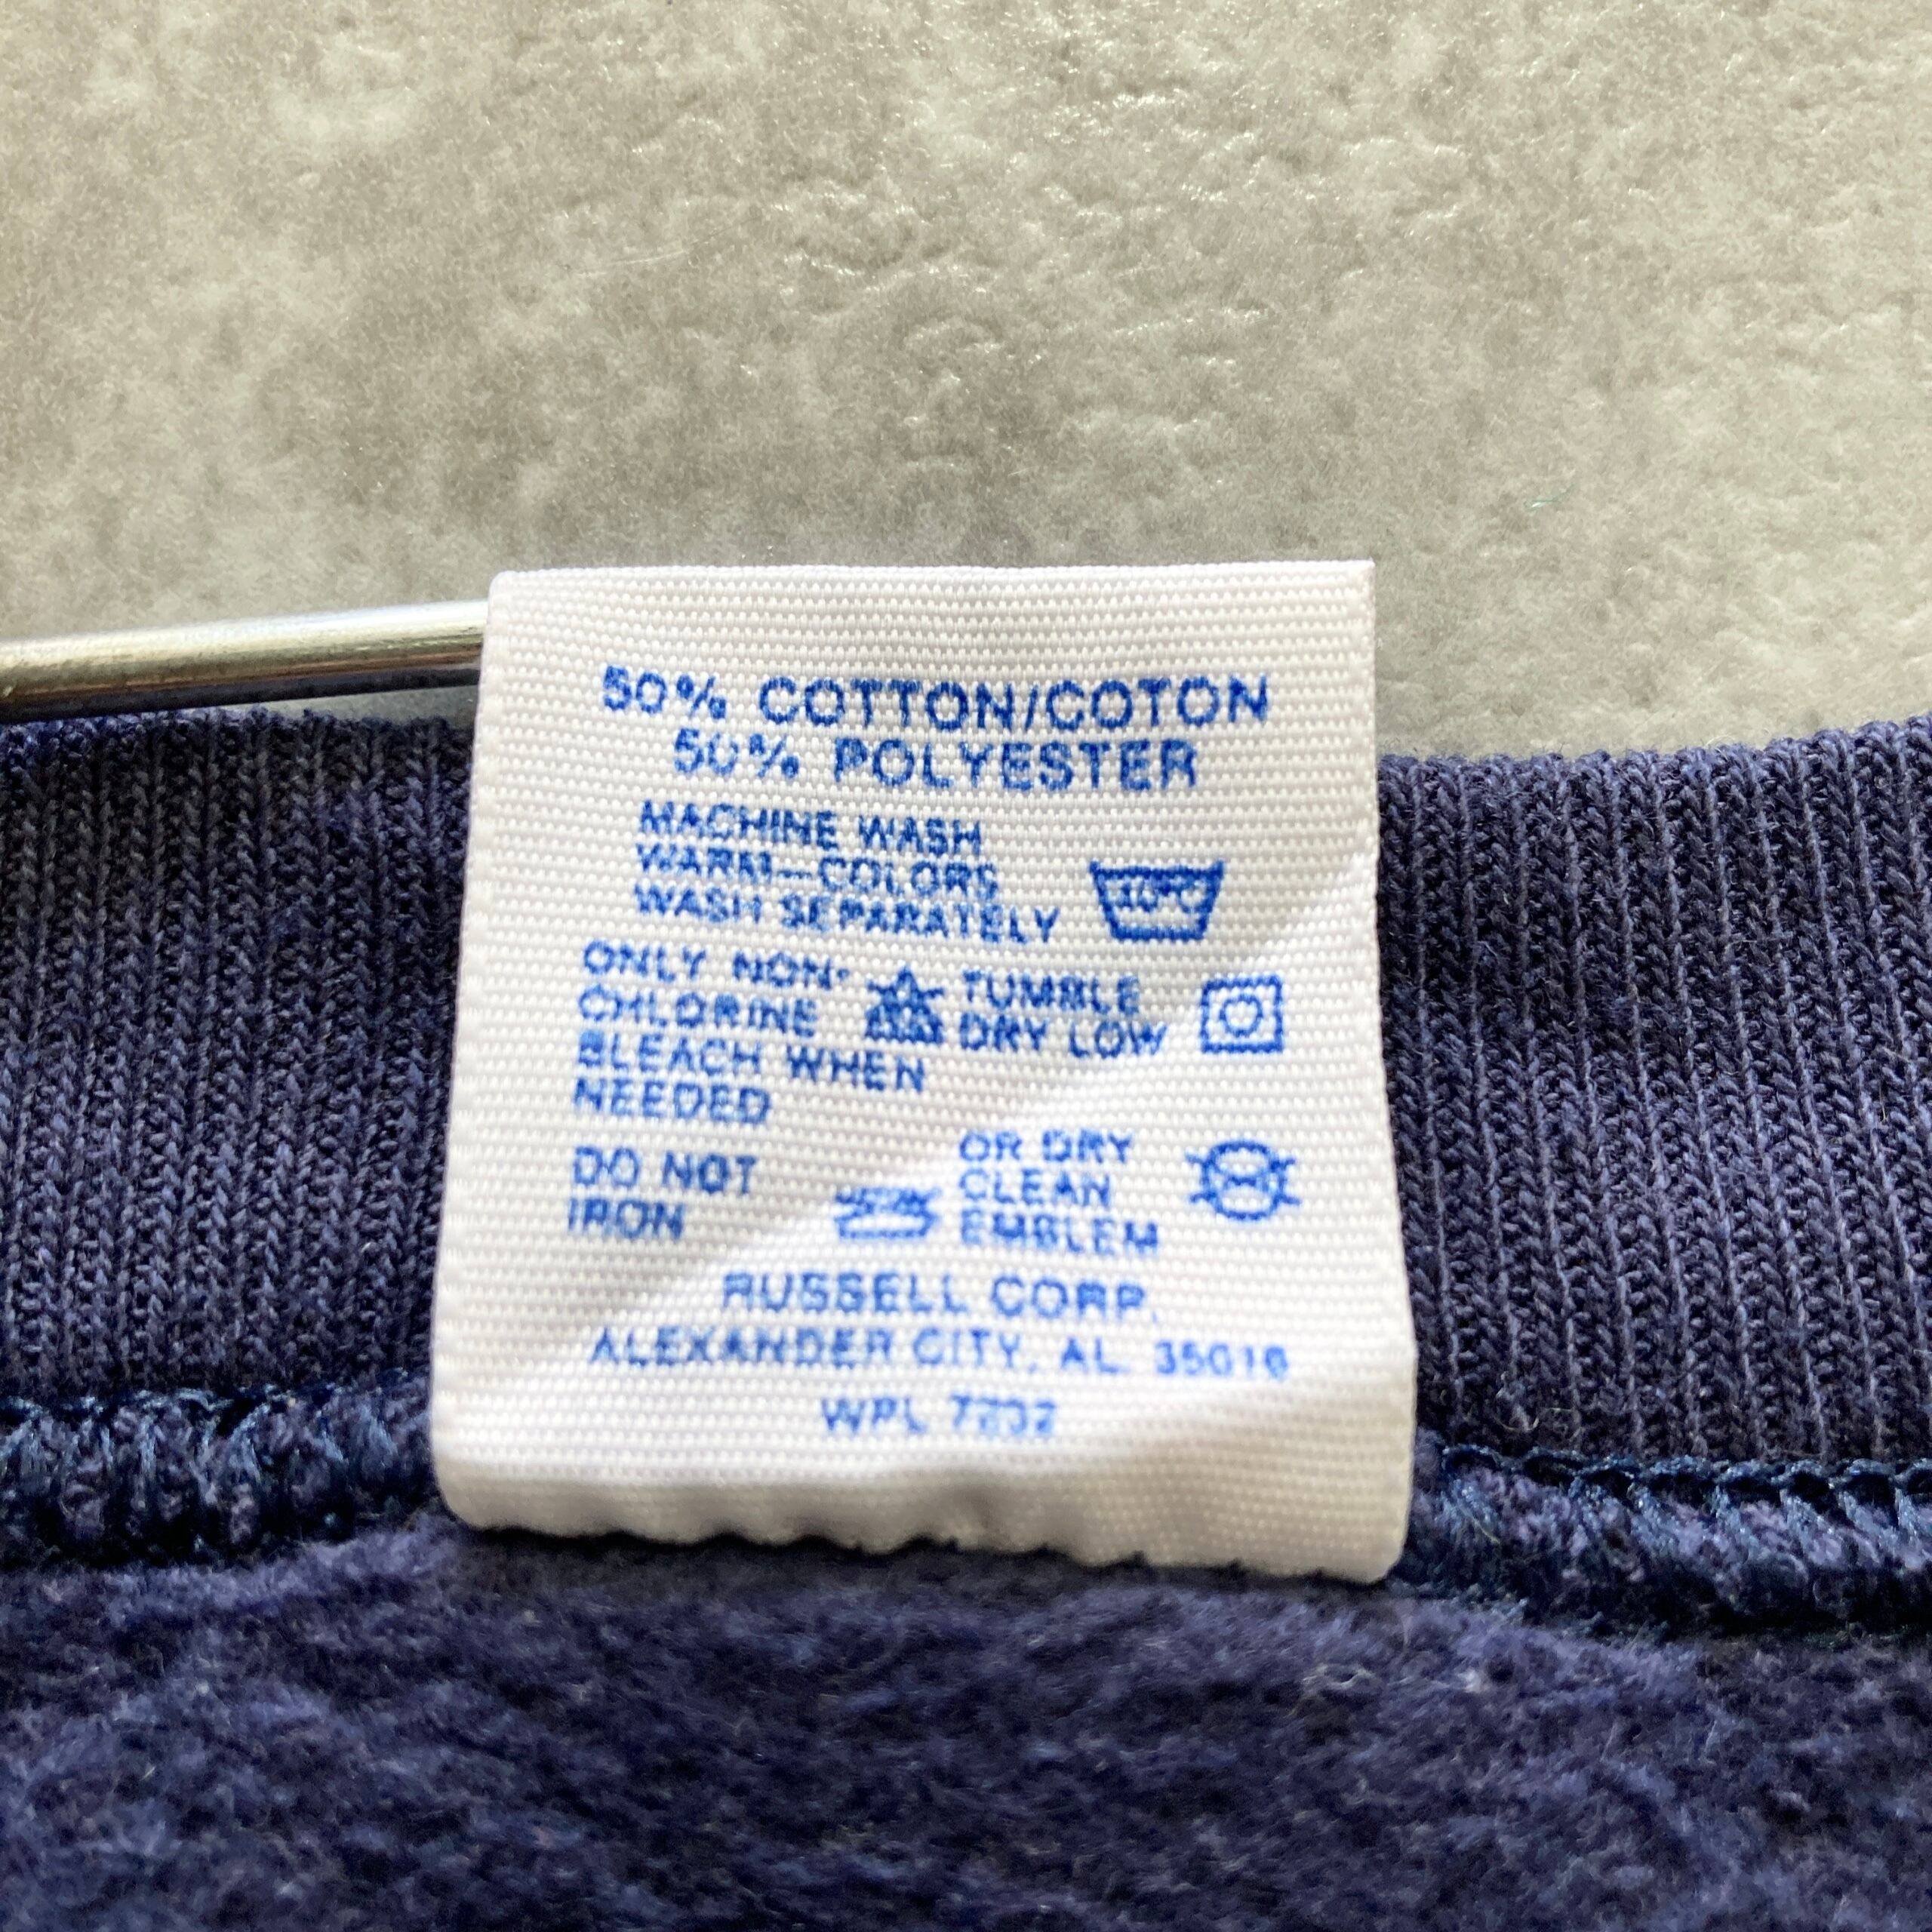 50% COTTON/COTON
50% POLYESTER
MACHINE WASH
WARM—COLORS
WASH SEPARATELY
ONLY NON-
CHLORINE
BLEACH WHEN
NEEDED
TUMBLE
DRY LOW
DO NOT
IRON
OR DRY
CLEAN
EMBLEM
RUSSELL CORP.
ALEXANDER CITY, AL. 35010
WPL